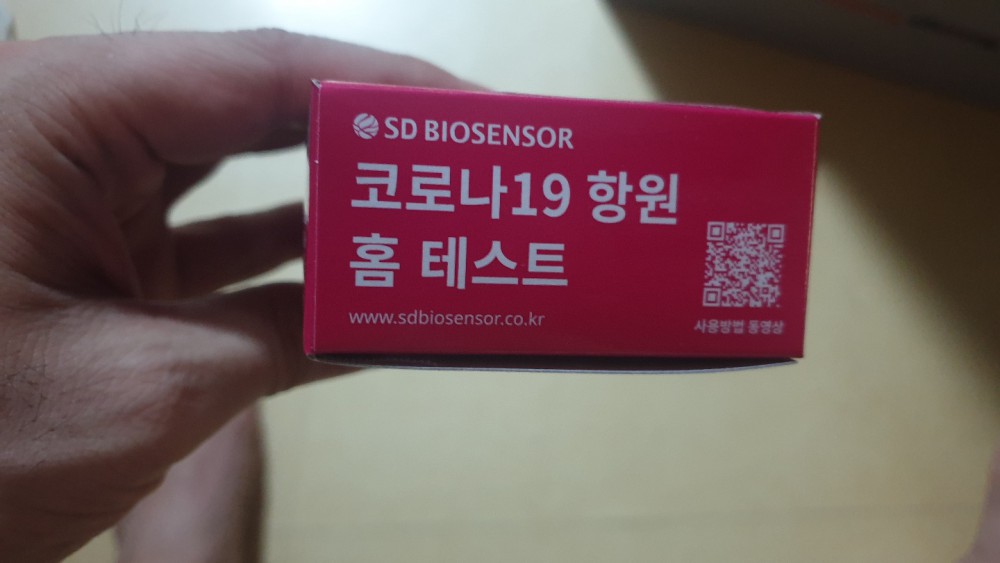 SD BIOSENSOR
코로나19 항원
홈 테스트
www.sdbiosensor.co.kr
사용방법 동영상